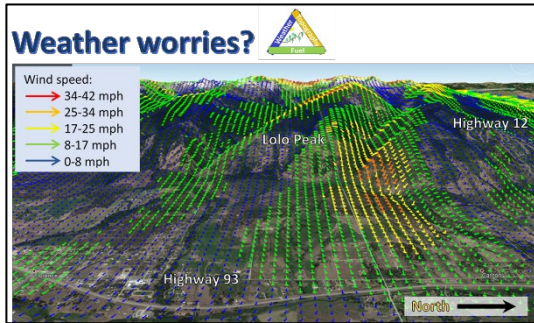 Weather worries?
Weather
Topography
Fuel
Wind speed:
34-42 mph
25-34 mph
17-25 mph
8-17 mph
0-8 mph
Lolo Peak
Highway 12
Highway 93
North